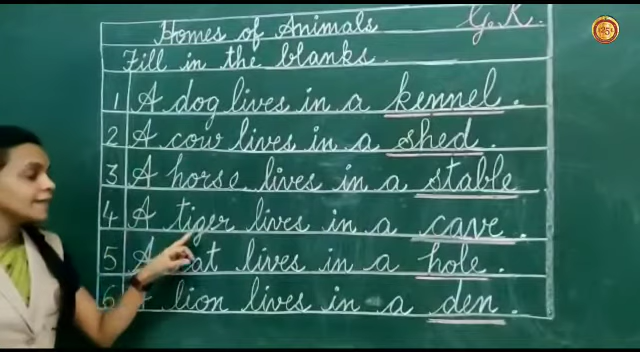 Homes of Animals G.K.
Fill in the blanks.
1 A dog lives in a kennel.
2 A cow lives in a shed.
3 A horse lives in a stable.
4 A tiger lives in a cave.
5 A lives in a hole.
6 lion lives in a den.